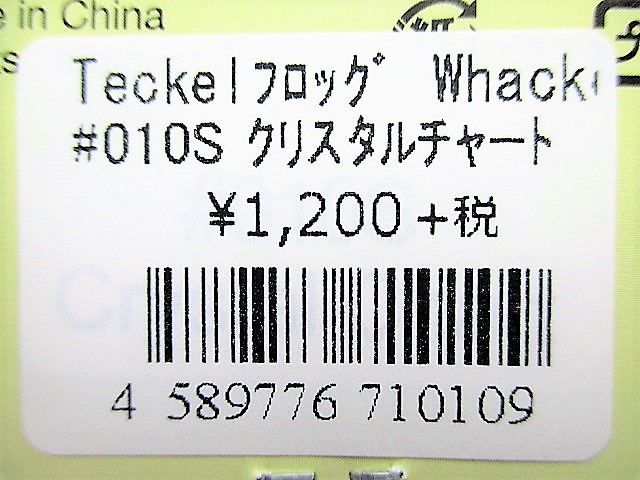 e in China
Teckelﾌﾛｯｸﾞ Whack
#010S クリスタルチャート
¥1,200+税
4 589776 710109